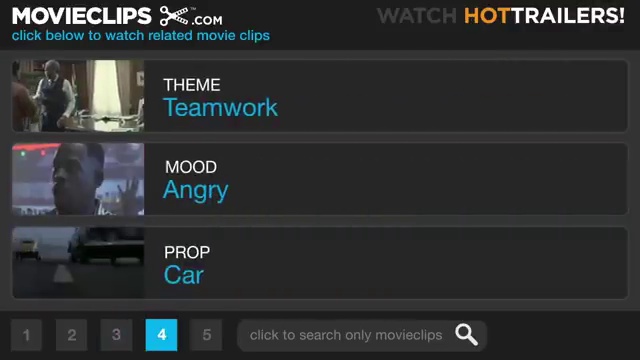 MOVIECLIPS.COM
WATCH HOTTRAILERS!
click below to watch related movie clips
THEME
Teamwork
MOOD
Angry
PROP
Car
1 2 3 4 5 click to search only movieclips